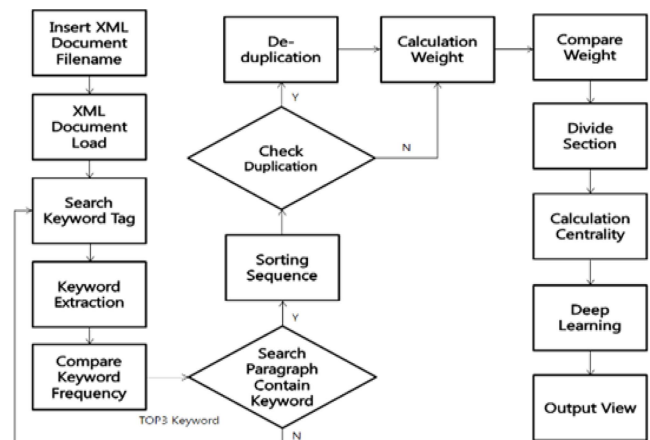 Insert XML
Document
Filename
XML
Document
Load
Search
Keyword Tag
Keyword
Extraction
Compare
Keyword
Frequency
TOP3 Keyword
Search
Paragraph
Contain
Keyword
N
Y
Sorting
Sequence
Check
Duplication
Y
N
De-
duplication
Calculation
Weight
Compare
Weight
Divide
Section
Calculation
Centrality
Deep
Learning
Output View